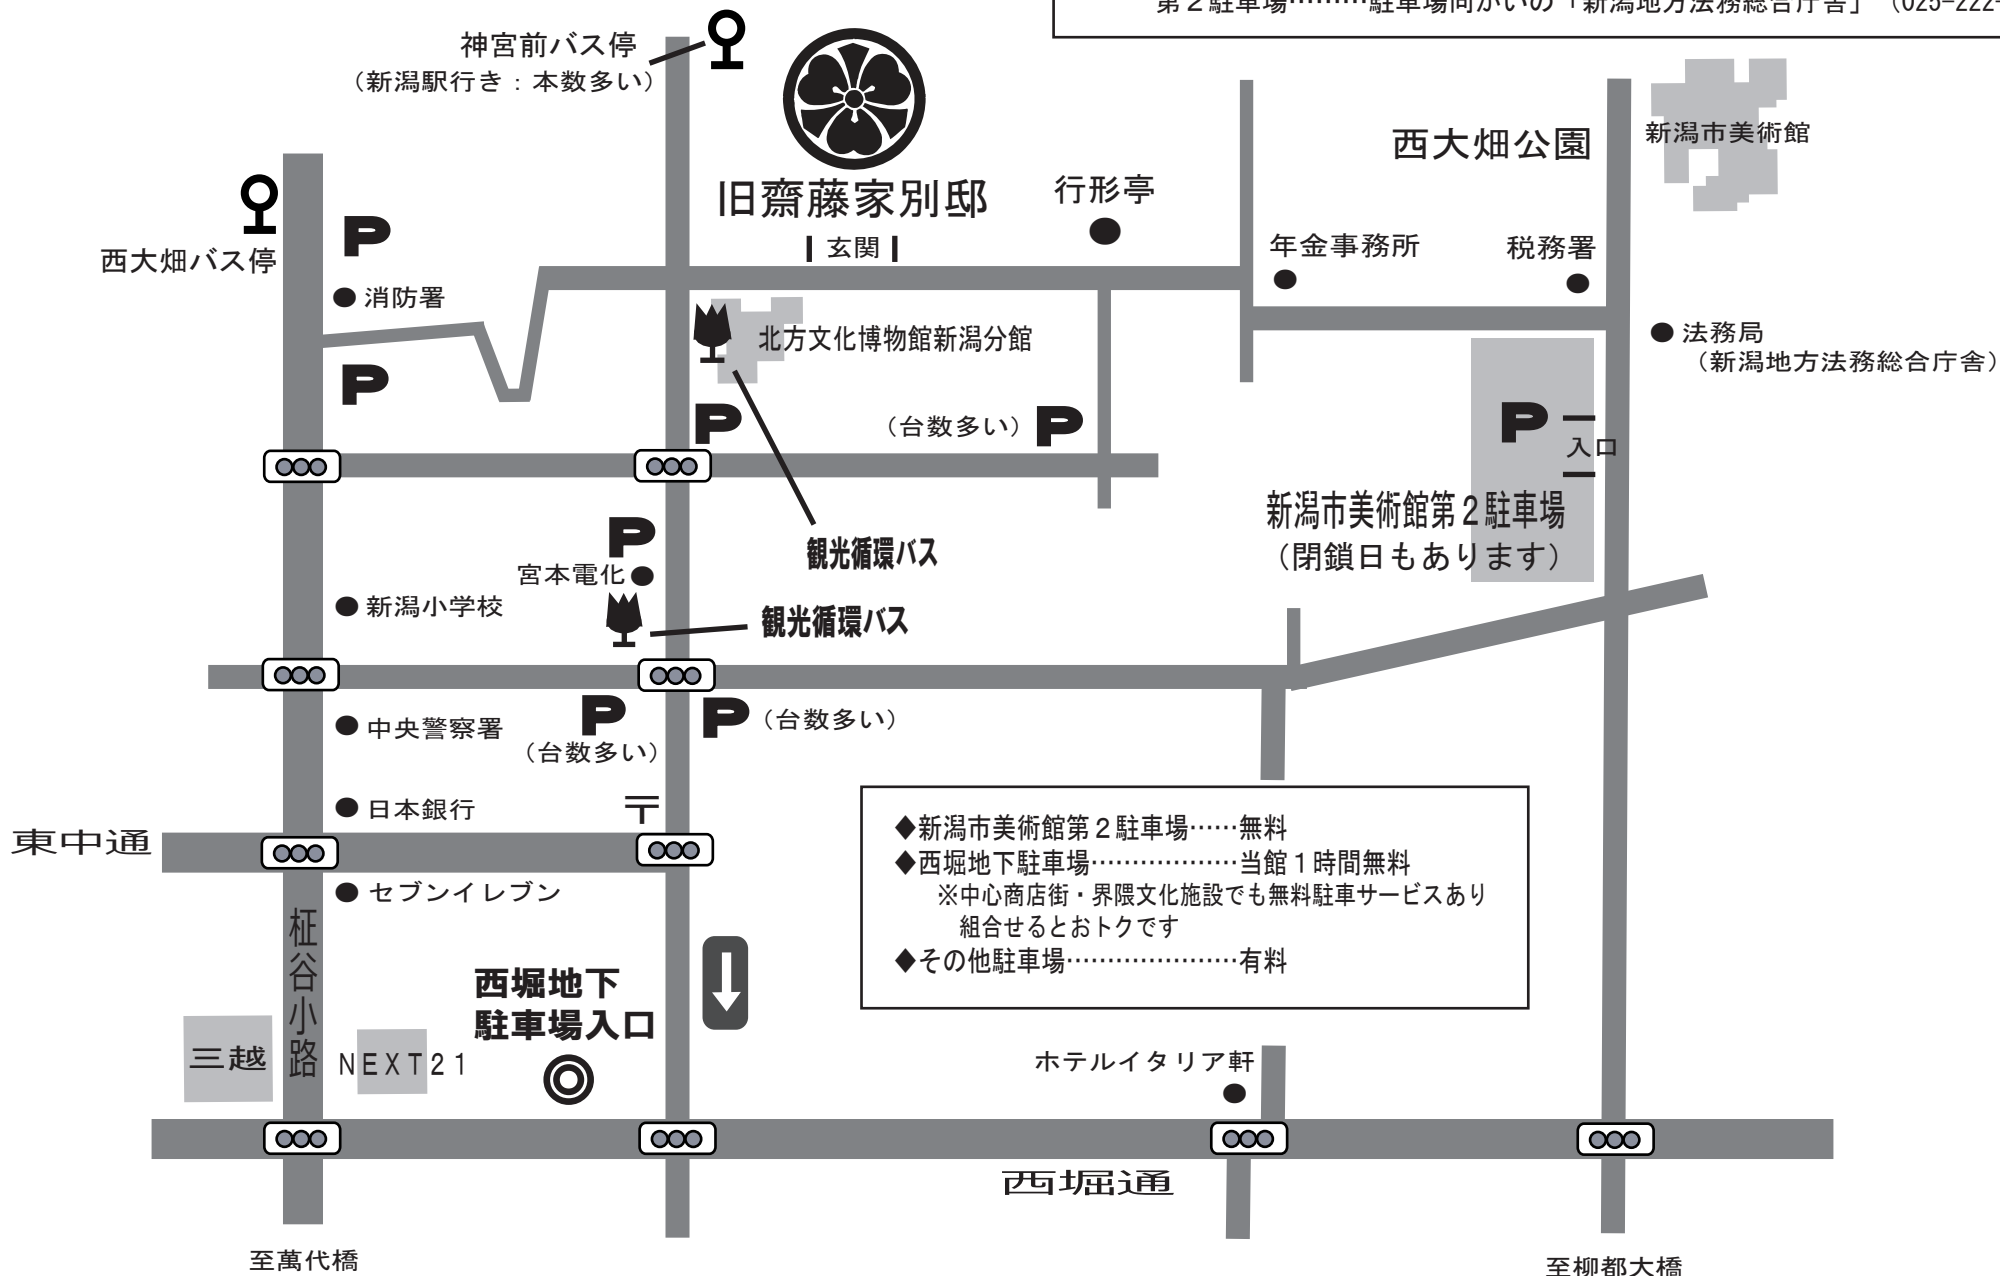 第2駐車場………駐車場向かいの「新潟地方法務総合庁舎」（025-222-
神宮前バス停
（新潟駅行き：本数多い）
旧齋藤家別邸
玄関
行形亭
西大畑公園
新潟市美術館
西大畑バス停
P
消防署
年金事務所
税務署
北方文化博物館新潟分館
法務局
（新潟地方法務総合庁舎）
P
P
（台数多い）P
P
入口
新潟市美術館第2駐車場
（閉鎖日もあります）
P
観光循環バス
宮本電化
新潟小学校
観光循環バス
中央警察署
P
（台数多い）
P（台数多い）
日本銀行
〒
東中通
セブンイレブン
◆新潟市美術館第2駐車場……無料
◆西堀地下駐車場………………当館1時間無料
※中心商店街・界隈文化施設でも無料駐車サービスあり
組合せるとおトクです
◆その他駐車場…………………有料
柾谷小路
西堀地下
駐車場入口
三越
NEXT21
ホテルイタリア軒
西堀通
至萬代橋
至柳都大橋